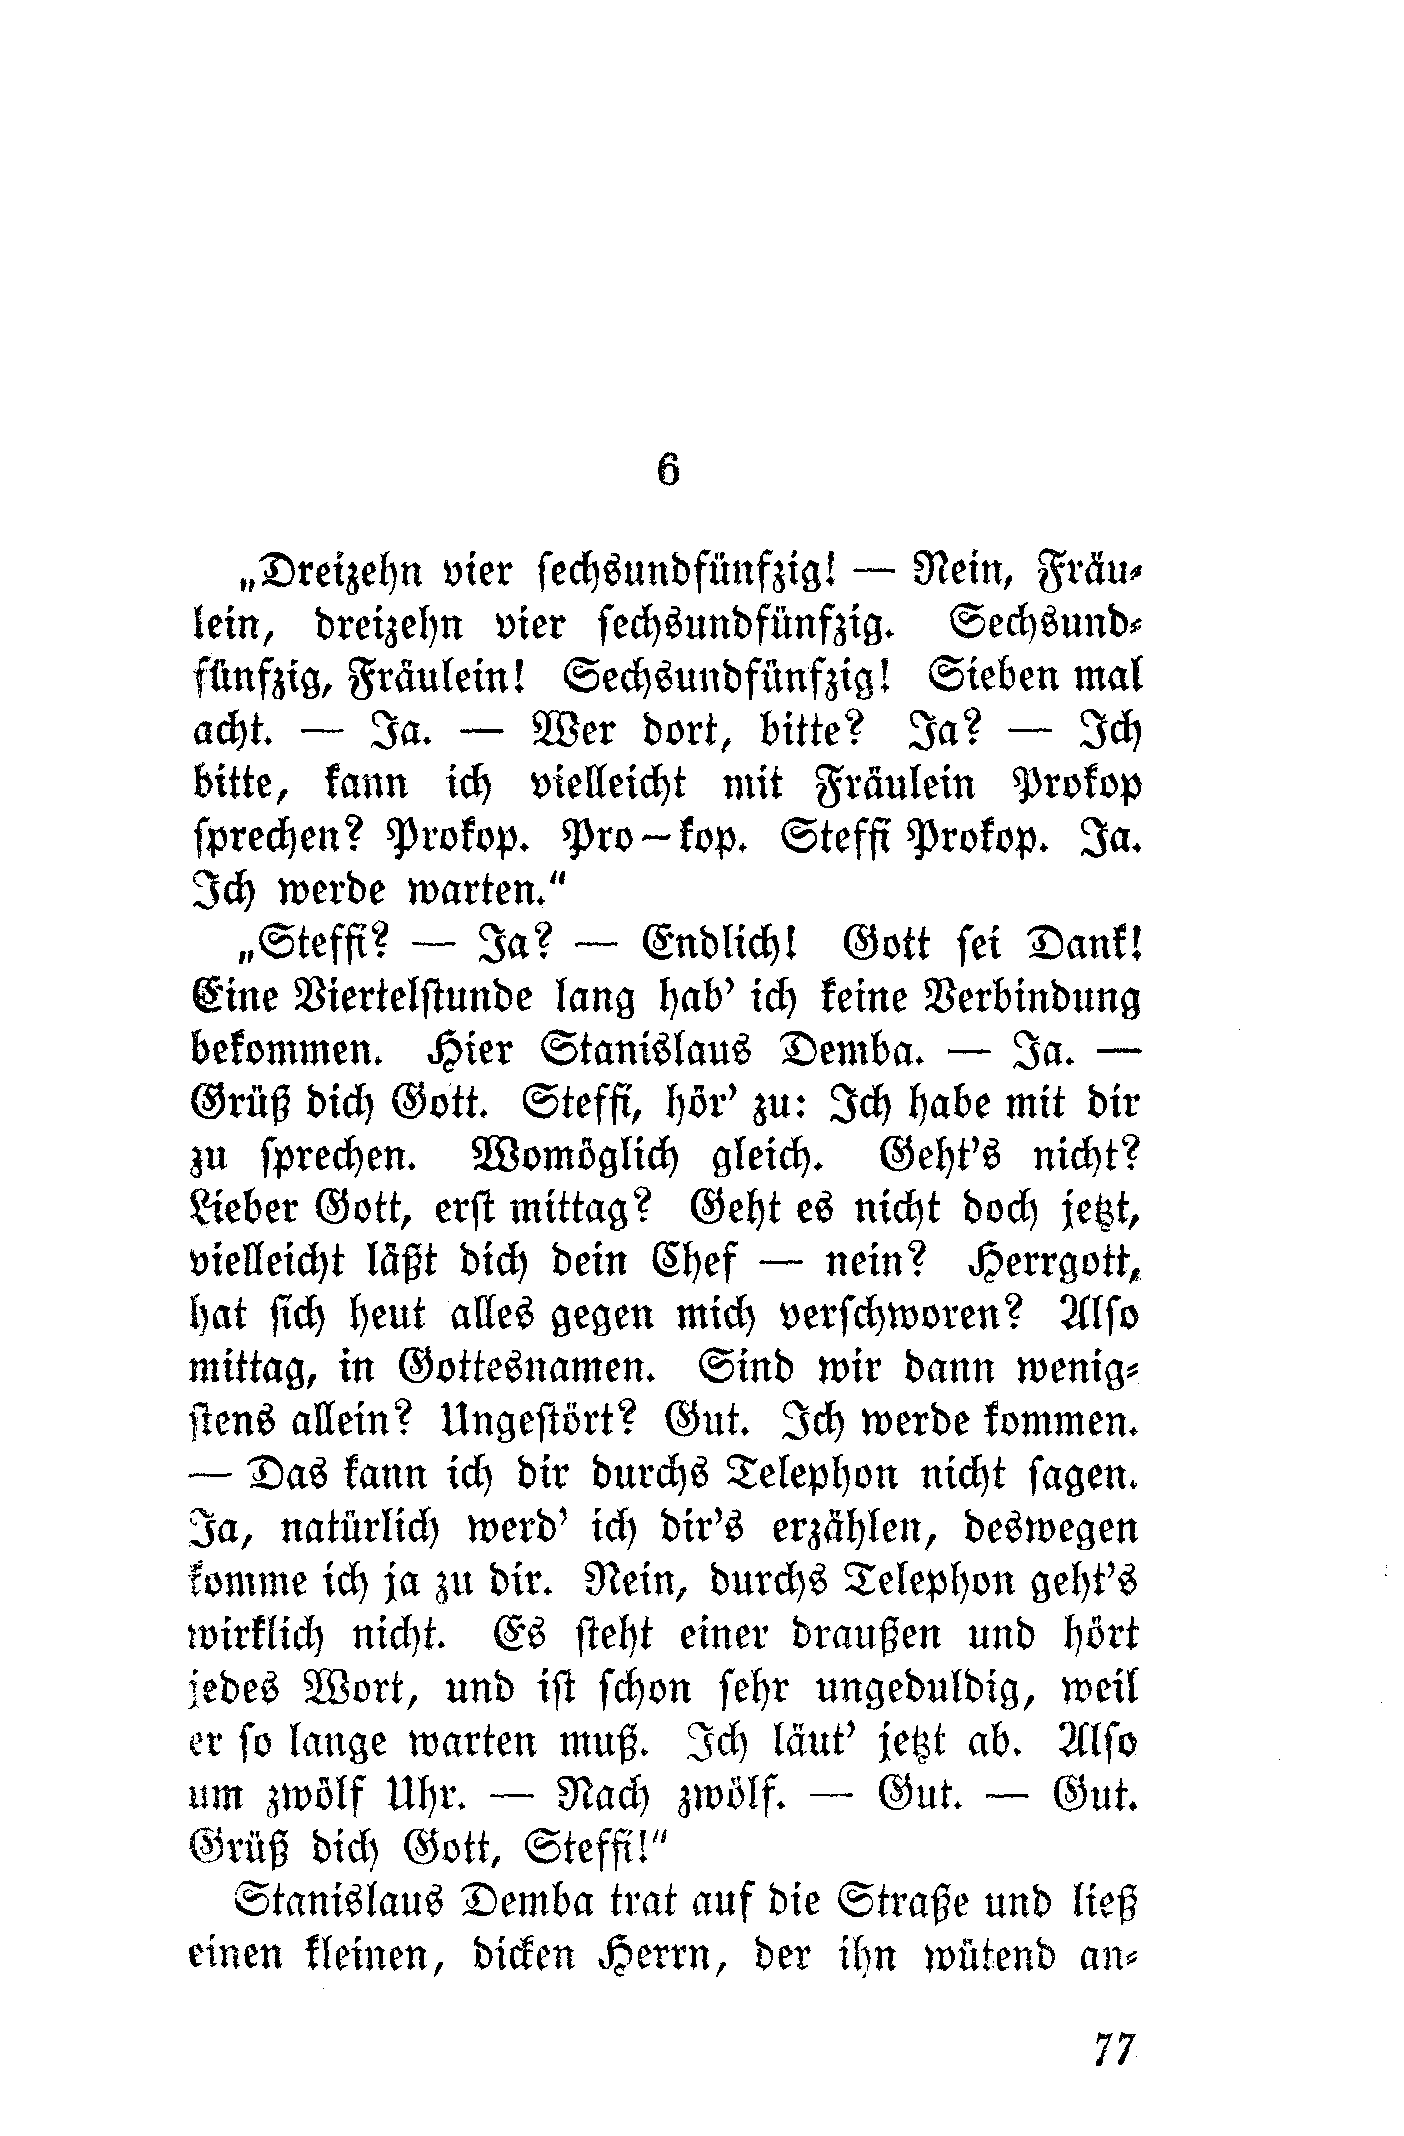 6
„Dreizehn vier sechsundfünfzig! — Nein, Fräu-
lein, dreizehn vier sechsundfünfzig. Sechsund-
fünfzig, Fräulein! Sechsundfünfzig! Sieben mal
acht. — Ja. — Wer dort, bitte? Ja? — Ich
bitte, kann ich vielleicht mit Fräulein Prokop
sprechen? Prokop. Pro—kop. Steffi Prokop. Ja.
Ich werde warten.“
„Steffi? — Ja? — Endlich! Gott sei Dank!
Eine Viertelstunde lang hab’ ich keine Verbindung
bekommen. Hier Stanislaus Demba. — Ja. —
Grüß dich Gott. Steffi, hör’ zu: Ich habe mit dir
zu sprechen. Womöglich gleich. Geht’s nicht?
Lieber Gott, erst mittag? Geht es nicht doch jetzt,
vielleicht läßt dich dein Chef — nein? Herrgott,
hat sich heut alles gegen mich verschworen? Also
mittag, in Gottesnamen. Sind wir dann wenig-
stens allein? Ungestört? Gut. Ich werde kommen.
— Das kann ich dir durchs Telephon nicht sagen.
Ja, natürlich werd’ ich dir’s erzählen, deswegen
komme ich ja zu dir. Nein, durchs Telephon geht’s
wirklich nicht. Es steht einer draußen und hört
jedes Wort, und ist schon sehr ungeduldig, weil
er so lange warten muß. Ich läut’ jetzt ab. Also
um zwölf Uhr. — Nach zwölf. — Gut. — Gut.
Grüß dich Gott, Steffi!“
Stanislaus Demba trat auf die Straße und ließ
einen kleinen, dicken Herrn, der ihn wütend an-
77